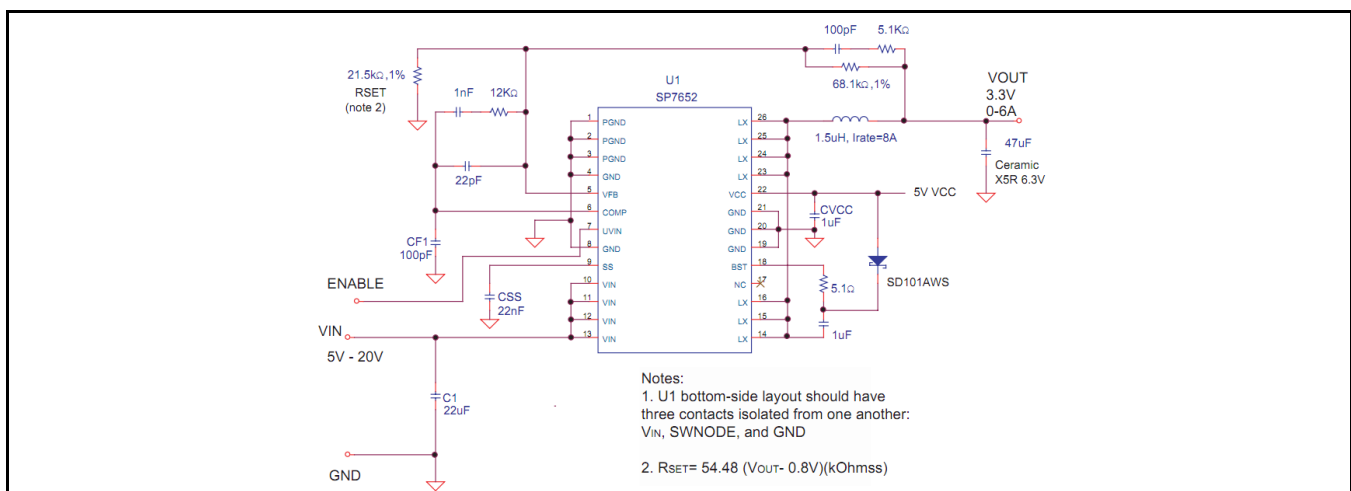 100pF 5.1KΩ
21.5kΩ,1%
RSET
(note 2)
1nF 12KΩ
68.1kΩ,1%
U1
SP7652
VOUT
3.3V
0-6A
1.5uH, Irate=8A
47uF
Ceramic
X5R 6.3V
22pF
CF1
100pF
1 PGND
2 PGND
3 PGND
4 GND
5 VFB
6 COMP
7 UVIN
8 GND
9 SS
10 VIN
11 VIN
12 VIN
13 VIN
LX 26
LX 25
LX 24
LX 23
VCC 22
GND 21
GND 20
GND 19
BST 18
NC 17
LX 16
LX 15
LX 14
5V VCC
CVCC
1uF
SD101AWS
5.1Ω
1uF
ENABLE
CSS
22nF
VIN
5V - 20V
C1
22uF
GND
Notes:
1. U1 bottom-side layout should have
three contacts isolated from one another:
VIN, SWNODE, and GND
2. RSET= 54.48 (VOUT- 0.8V)(kOhmss)